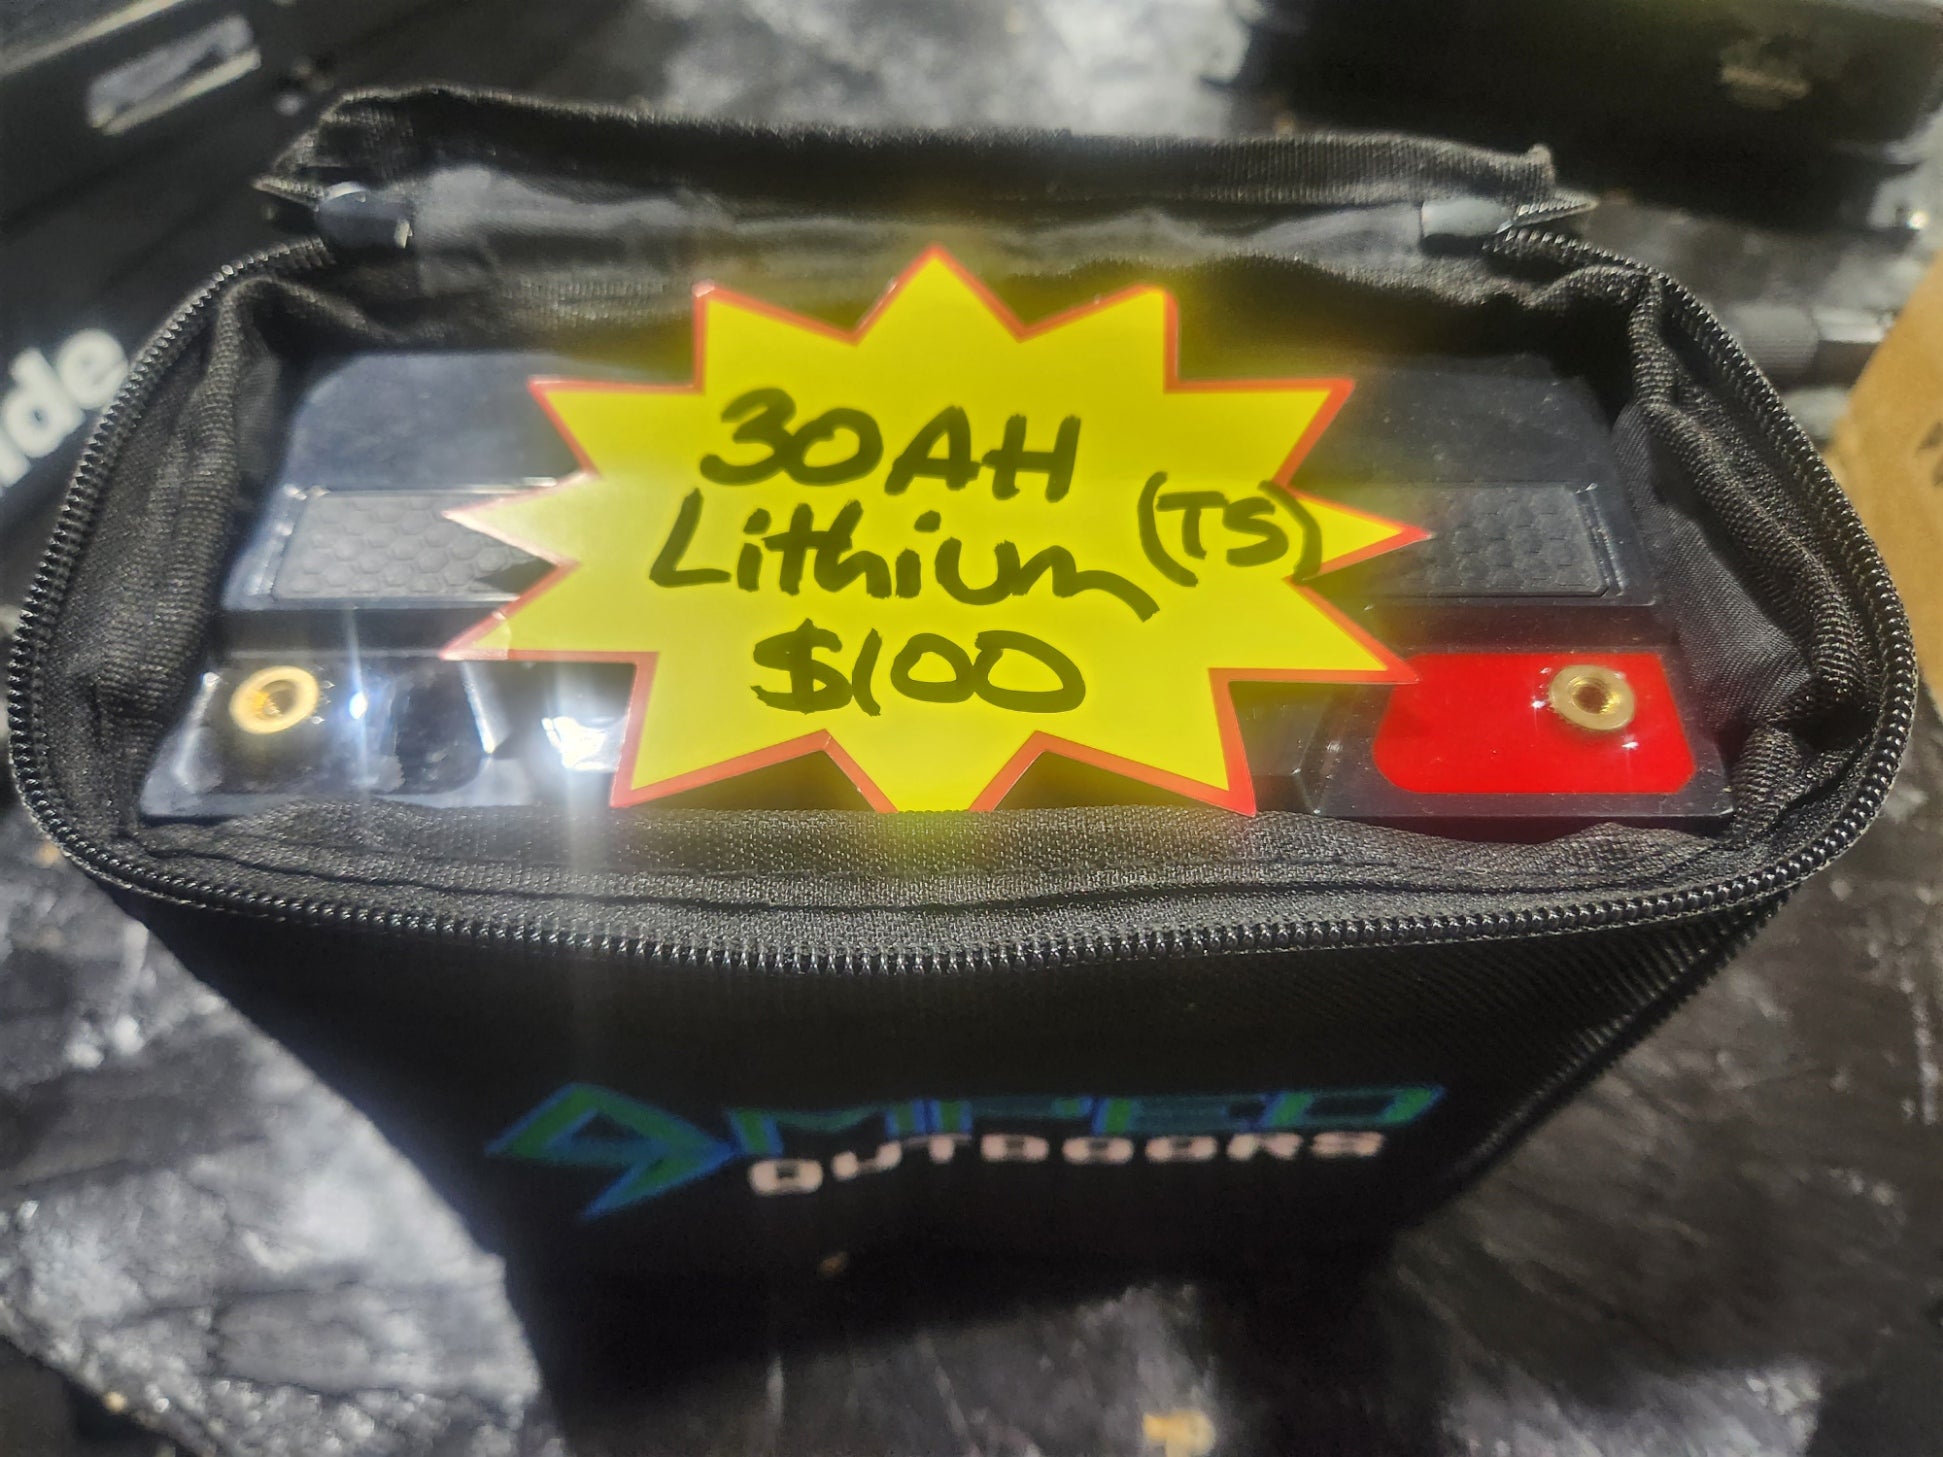 30AH
Lithium (TS)
$100
AMPED
OUTDOORS